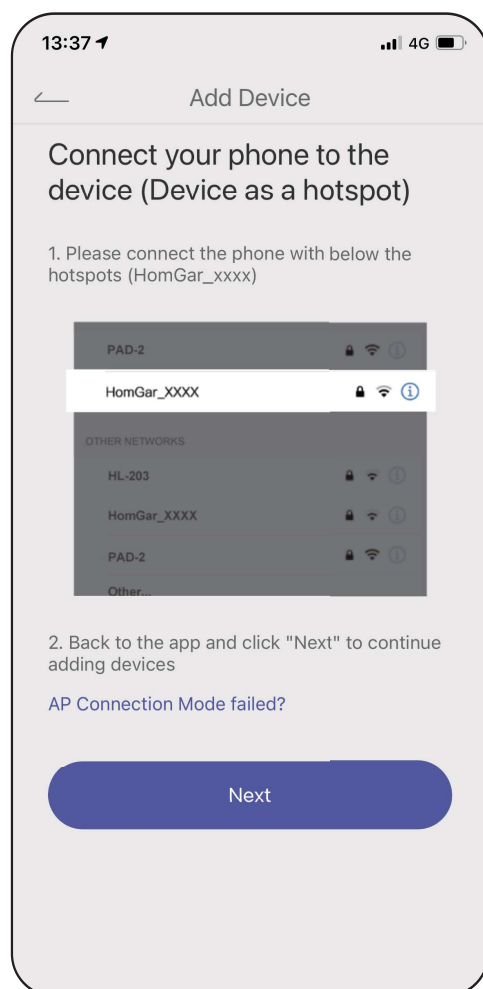 13:37
4G
Add Device
Connect your phone to the
device (Device as a hotspot)
1. Please connect the phone with below the
hotspots (HomGar_xxxx)
PAD-2
HomGar_XXXX
OTHER NETWORKS
HL-203
HomGar_XXXX
PAD-2
Other...
2. Back to the app and click "Next" to continue
adding devices
AP Connection Mode failed?
Next